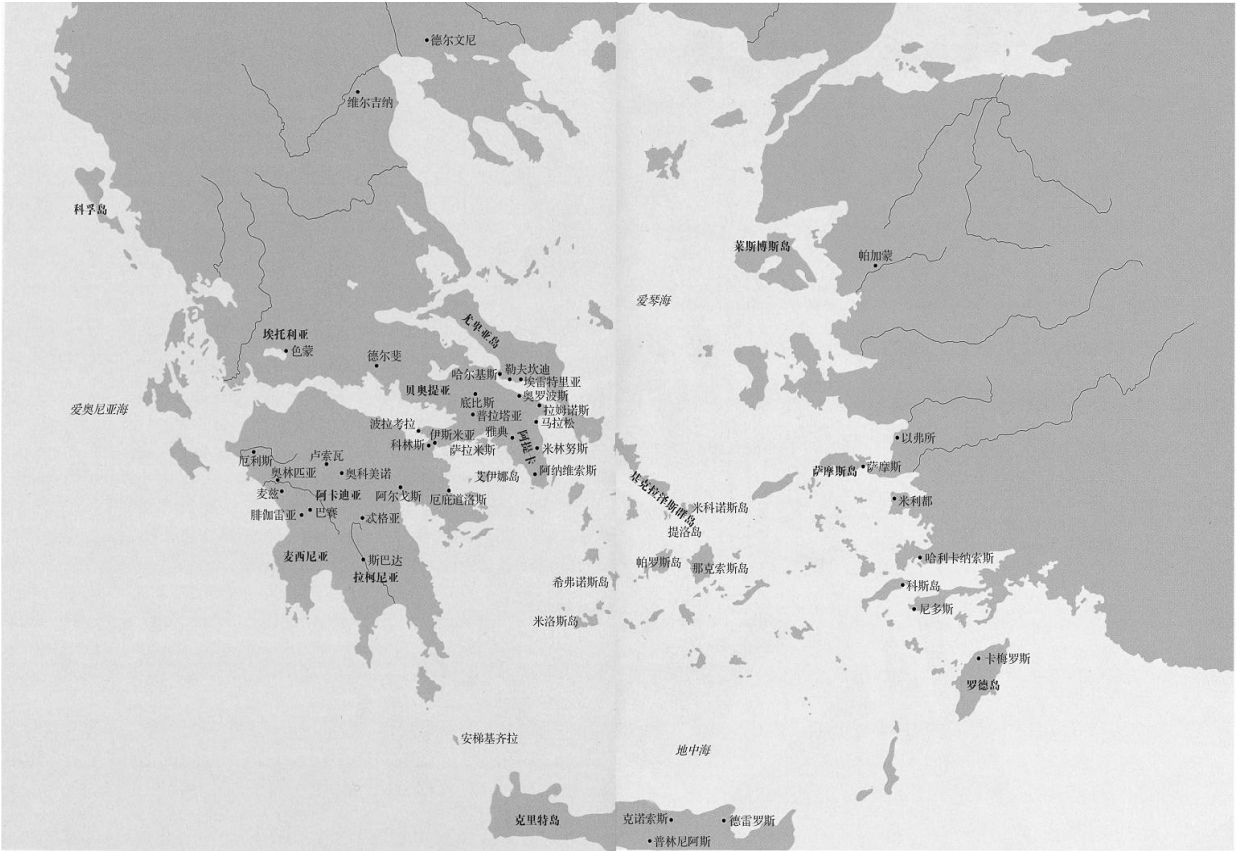 德尔文尼
维尔吉纳
科孚岛
莱斯博斯岛
帕加蒙
爱琴海
尤卑亚岛
埃托利亚
色蒙
德尔斐
哈尔基斯
勒夫坎迪
埃雷特里亚
贝奥提亚
奥罗波斯
底比斯
拉姆诺斯
爱奥尼亚海
普拉塔亚
马拉松
波拉考拉
伊斯米亚
雅典
阿提卡
科林斯
萨拉米斯
米林努斯
以弗所
厄利斯
卢索瓦
萨摩斯岛
萨摩斯
奥林匹亚
奥科美诺
艾伊娜岛
阿纳维索斯
麦兹
阿卡迪亚
阿尔戈斯
厄庇道洛斯
基克拉泽斯群岛
米科诺斯岛
米利都
腓伽雷亚
巴赛
忒格亚
提洛岛
麦西尼亚
斯巴达
拉柯尼亚
帕罗斯岛
那克索斯岛
哈利卡纳索斯
希弗诺斯岛
科斯岛
米洛斯岛
尼多斯
卡梅罗斯
罗德岛
安梯基齐拉
地中海
克里特岛
克诺索斯
德雷罗斯
普林尼阿斯